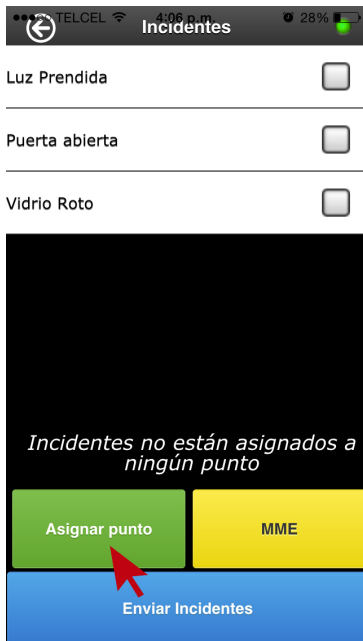 TELCEL 4:06 p.m. 28%
Incidentes
Luz Prendida
Puerta abierta
Vidrio Roto
Incidentes no están asignados a
ningún punto
Asignar punto MME
Enviar Incidentes